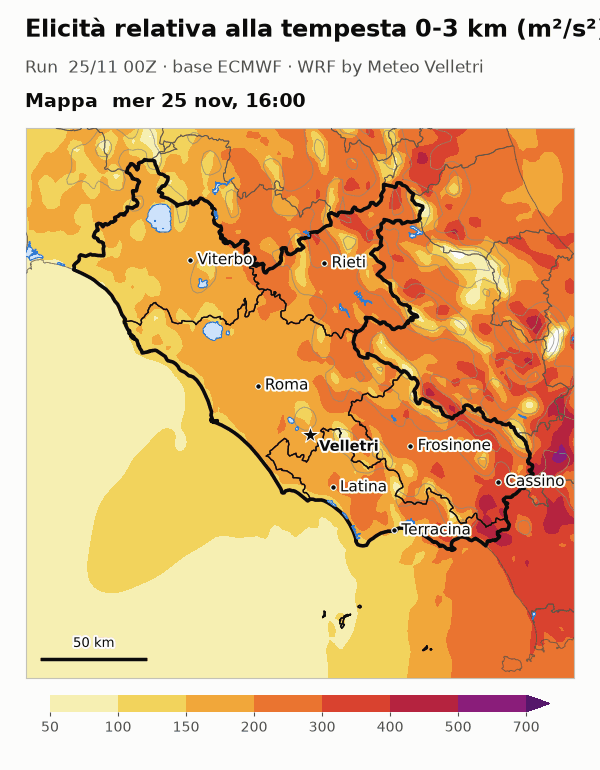 Elicità relativa alla tempesta 0-3 km (m²/s²)
Run  25/11 00Z · base ECMWF · WRF by Meteo Velletri
Mappa  mer 25 nov, 16:00
Viterbo
Rieti
Roma
Velletri
Frosinone
Cassino
Latina
Terracina
50 km
50 100 150 200 300 400 500 700